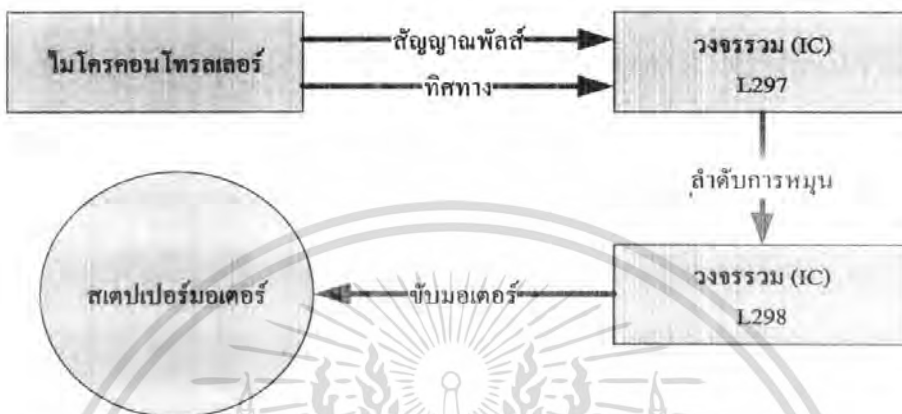 ไมโครคอนโทรลเลอร์
สัญญาณพัลส์
ทิศทาง
วงจรรวม (IC)
L297
ลำดับการหมุน
วงจรรวม (IC)
L298
ขับมอเตอร์
สเตปเปอร์มอเตอร์